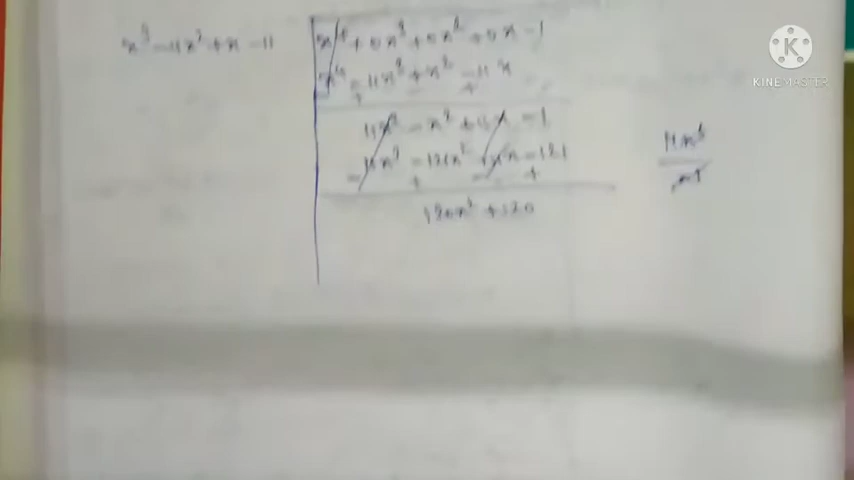 x³ - 11x² + x - 11
x⁴ + 0x³ + 0x² + 0x - 1
x⁴ - 11x³ + x² - 11x
+ - +
11x³ - x² + 11x - 1
11x³ - 121x² + 11x - 121
- + - +
120x² + 120
11x³
x³
KINEMASTER